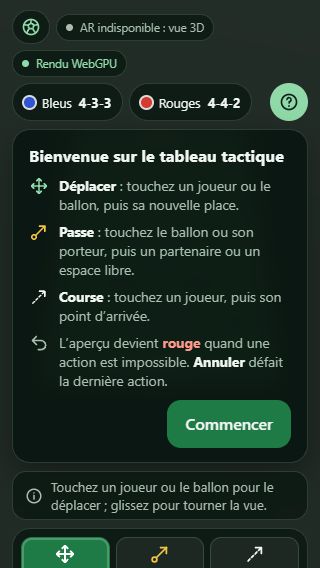 AR indisponible : vue 3D
Rendu WebGPU
Bleus 4-3-3
Rouges 4-4-2
Bienvenue sur le tableau tactique
Déplacer : touchez un joueur ou le
ballon, puis sa nouvelle place.
Passe : touchez le ballon ou son
porteur, puis un partenaire ou un
espace libre.
Course : touchez un joueur, puis son
point d’arrivée.
L’aperçu devient rouge quand une
action est impossible. Annuler défait
la dernière action.
Commencer
Touchez un joueur ou le ballon pour le
déplacer ; glissez pour tourner la vue.